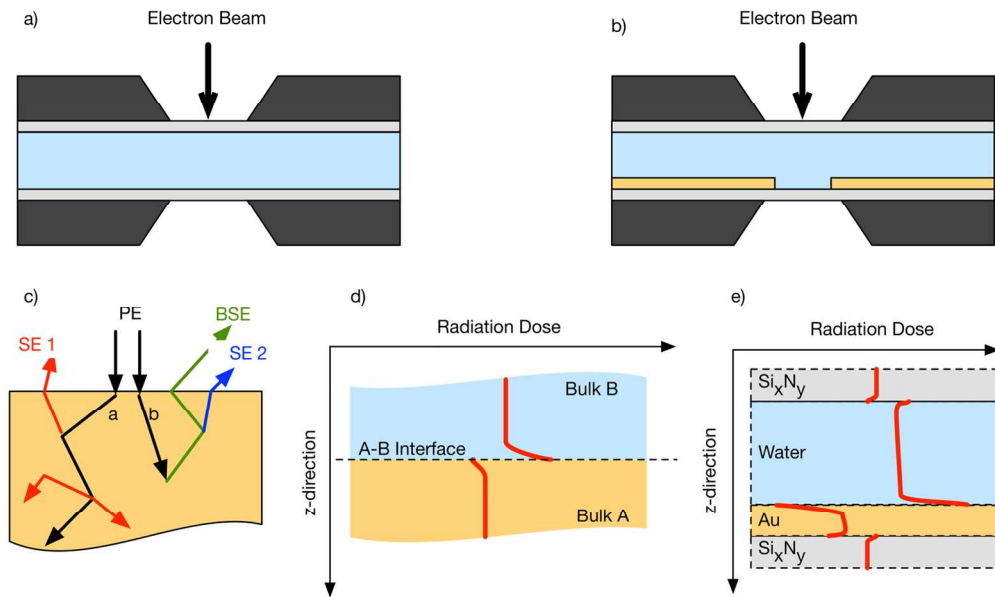 a)
Electron Beam
b)
Electron Beam
c)
PE
BSE
SE 1
SE 2
a
b
d)
Radiation Dose
Bulk B
A-B Interface
Bulk A
z-direction
e)
Radiation Dose
SixNy
Water
Au
SixNy
z-direction